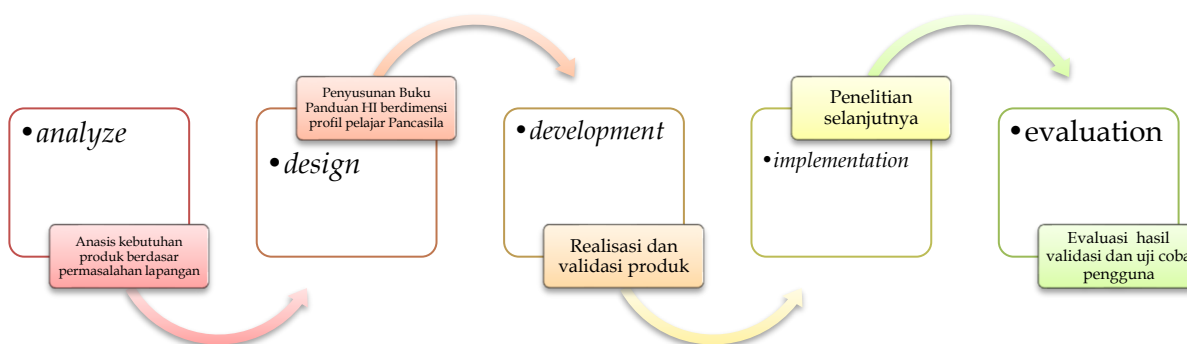 •analyze
Anasis kebutuhan
produk berdasar
permasalahan lapangan
Penyusunan Buku
Panduan HI berdimensi
profil pelajar Pancasila
•design
•development
Realisasi dan
validasi produk
Penelitian
selanjutnya
•implementation
•evaluation
Evaluasi hasil
validasi dan uji coba
pengguna